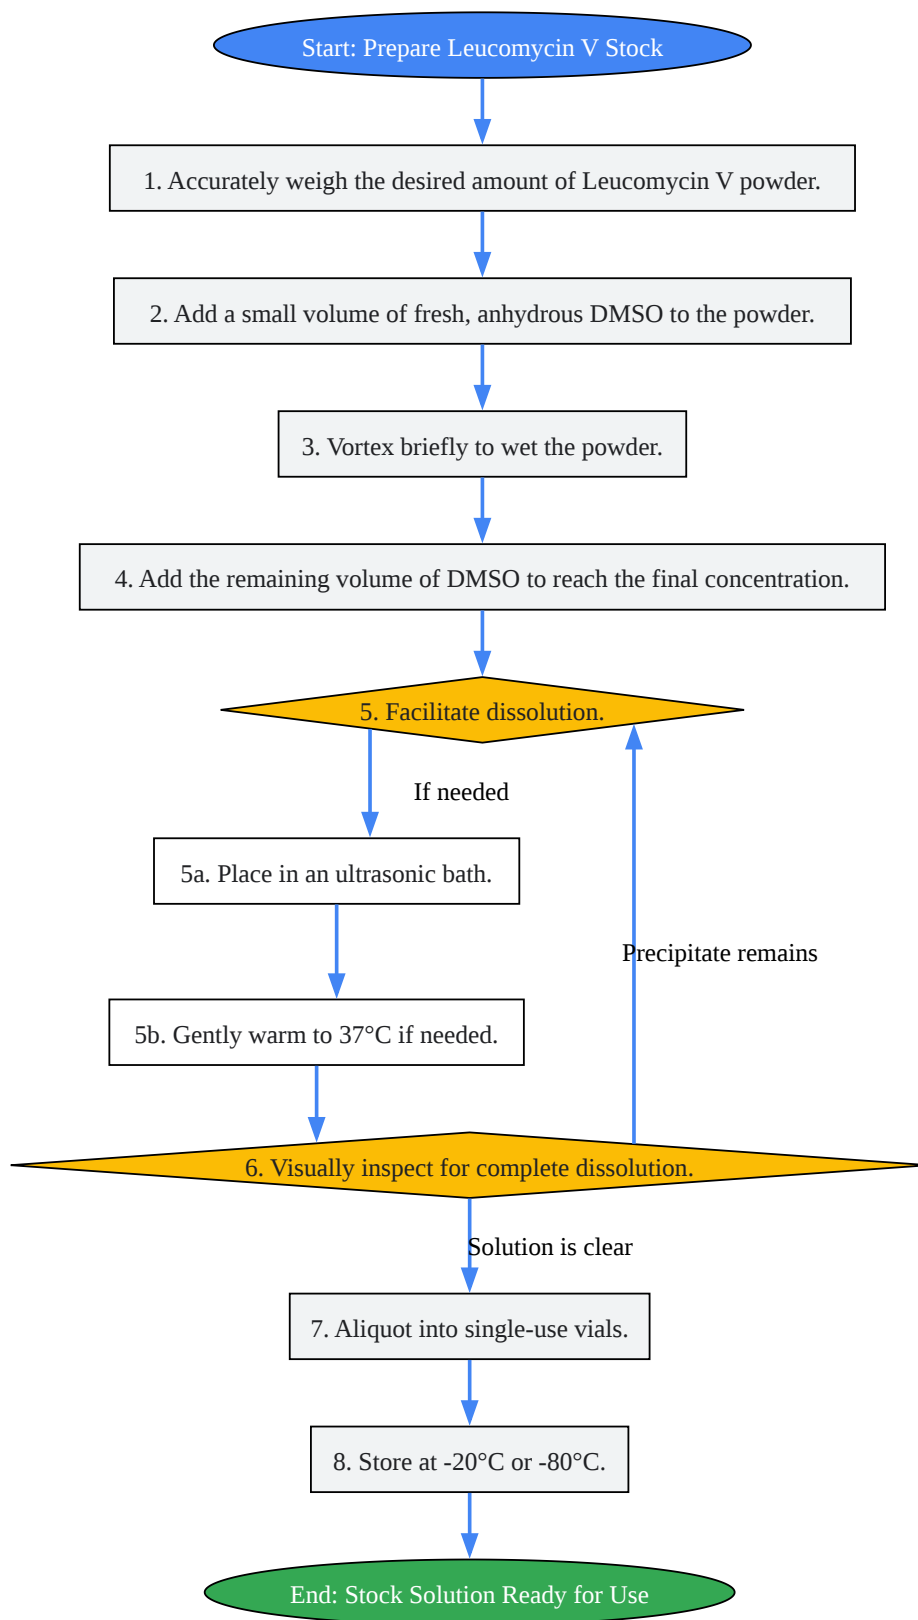 Start: Prepare Leucomycin V Stock
1. Accurately weigh the desired amount of Leucomycin V powder.
2. Add a small volume of fresh, anhydrous DMSO to the powder.
3. Vortex briefly to wet the powder.
4. Add the remaining volume of DMSO to reach the final concentration.
5. Facilitate dissolution.
If needed
5a. Place in an ultrasonic bath.
Precipitate remains
5b. Gently warm to 37°C if needed.
6. Visually inspect for complete dissolution.
Solution is clear
7. Aliquot into single-use vials.
8. Store at -20°C or -80°C.
End: Stock Solution Ready for Use